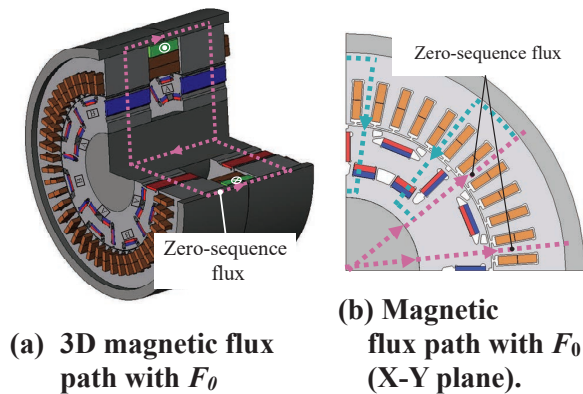 Zero-sequence flux
Zero-sequence
flux
(a) 3D magnetic flux
path with F₀
(b) Magnetic
flux path with F₀
(X-Y plane).